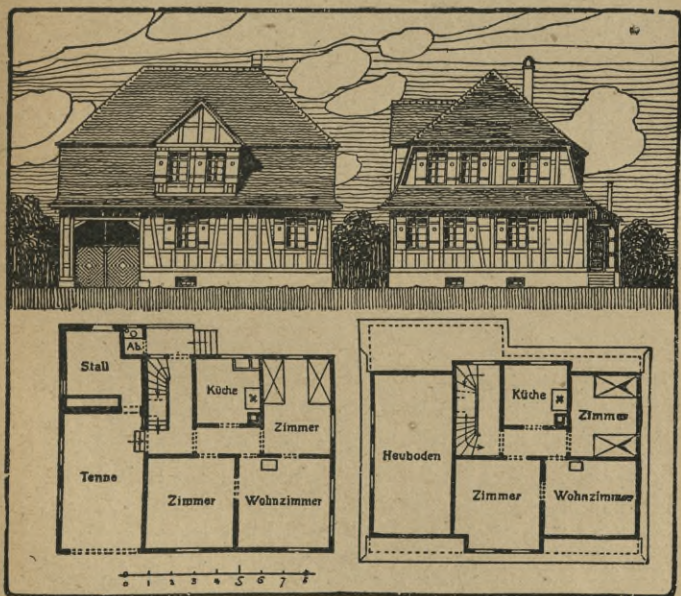 Ab.
Stall
Küche
Zimmer
Tenne
Zimmer
Wohnzimmer
0 1 2 3 4 5 6 7 8
Küche
Zimmer
Heuboden
Zimmer
Wohnzimmer